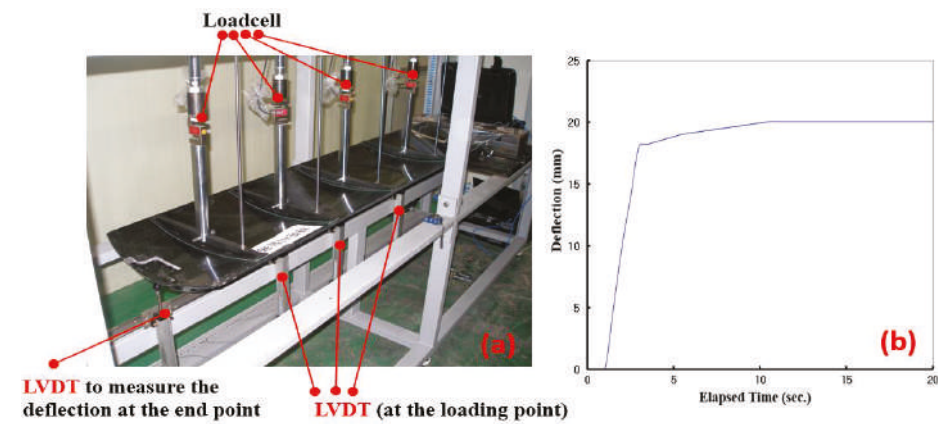 Loadcell
(a)
LVDT to measure the
deflection at the end point
LVDT (at the loading point)
25
20
15
10
5
0
Deflection (mm)
0 5 10 15 20
Elapsed Time (sec.)
(b)